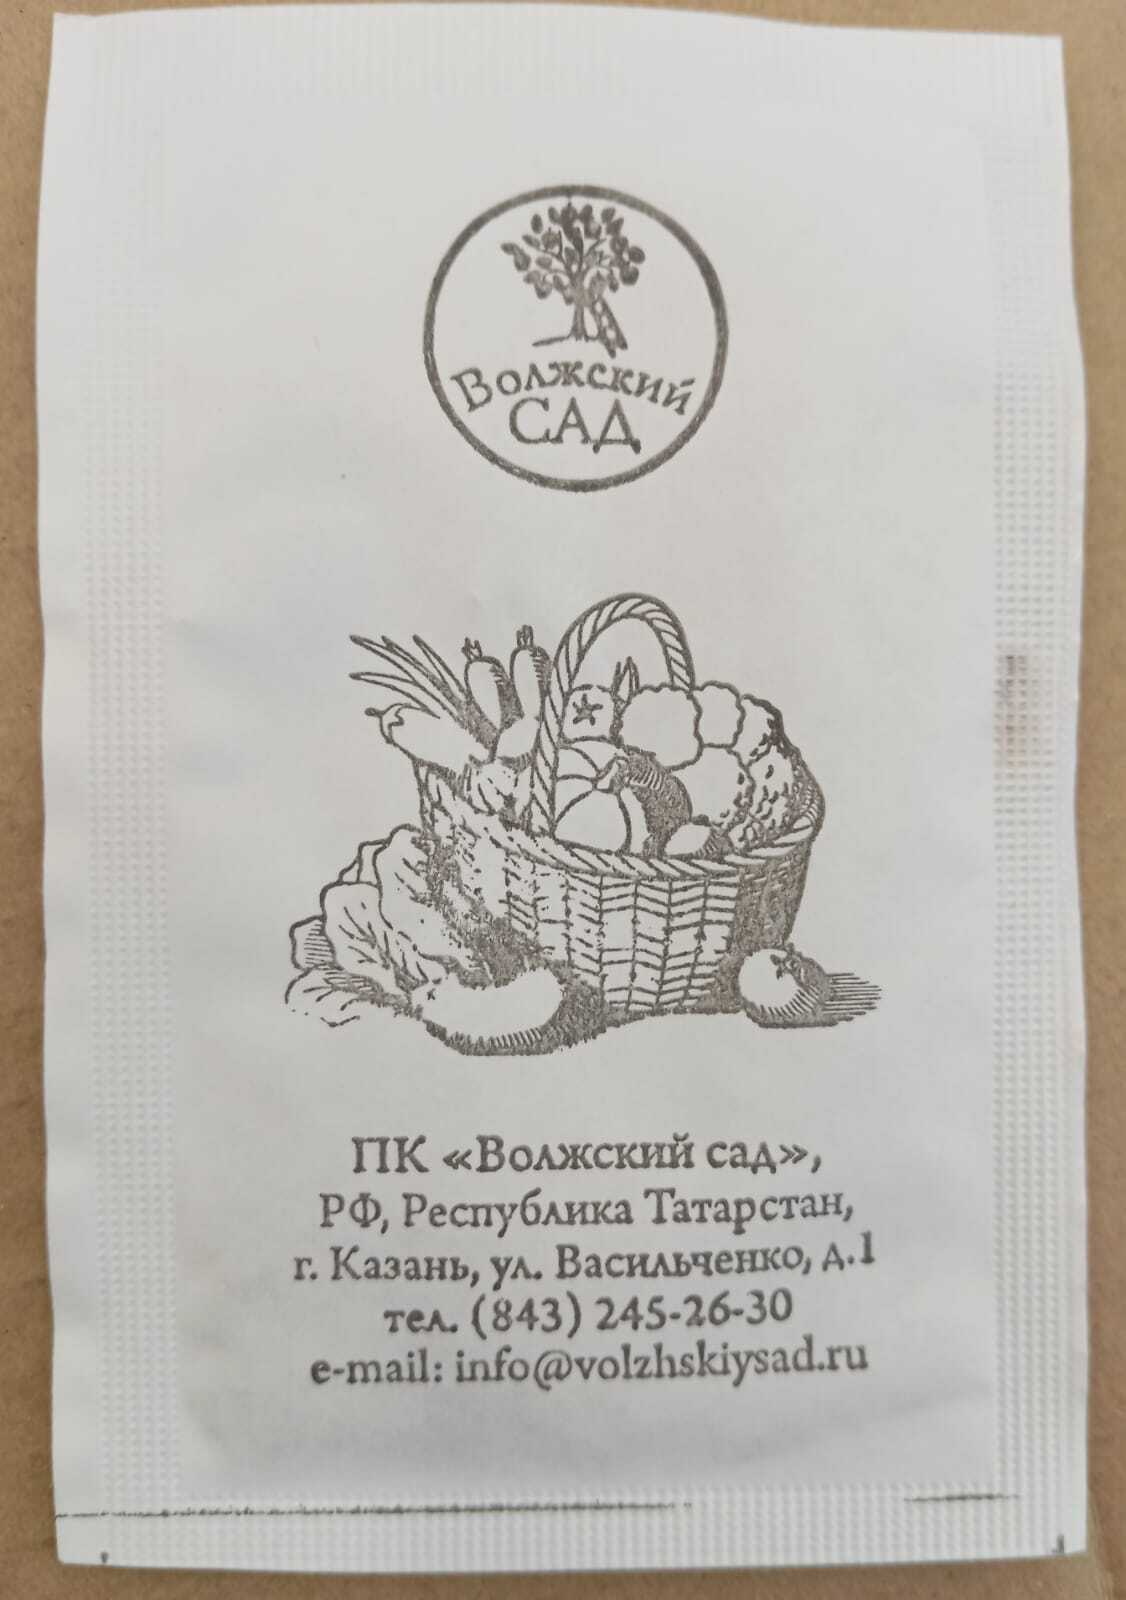 Волжский
САД
ПК «Волжский сад»,
РФ, Республика Татарстан,
г. Казань, ул. Васильченко, д.1
тел. (843) 245-26-30
e-mail: info@volzhskiysad.ru